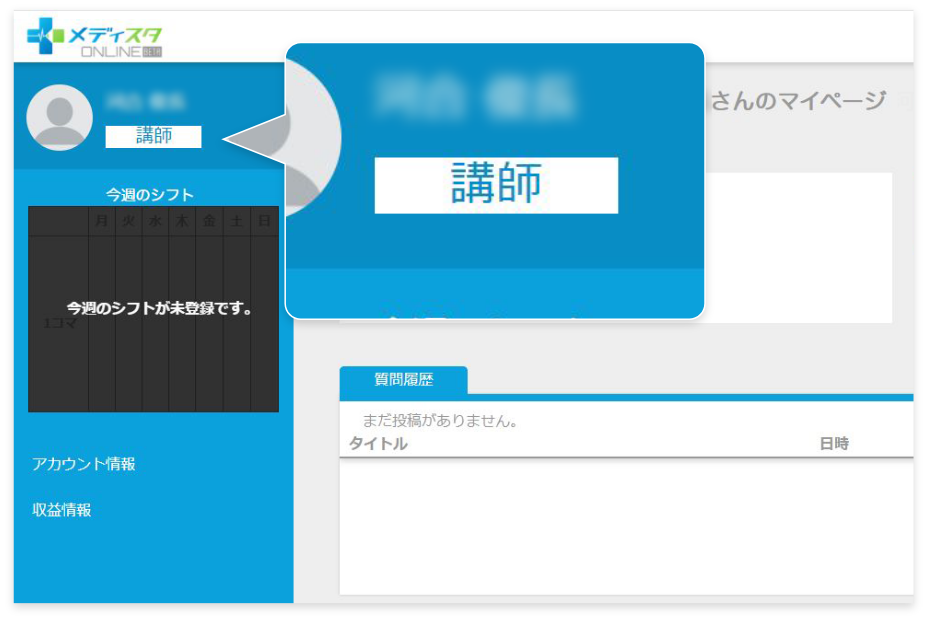 メディスタ
ONLINE
講師
講師
さんのマイページ
今週のシフト
月 火 水 木 金 土 日
今週のシフトが未登録です。
1コマ
アカウント情報
収益情報
質問履歴
まだ投稿がありません。
タイトル 日時